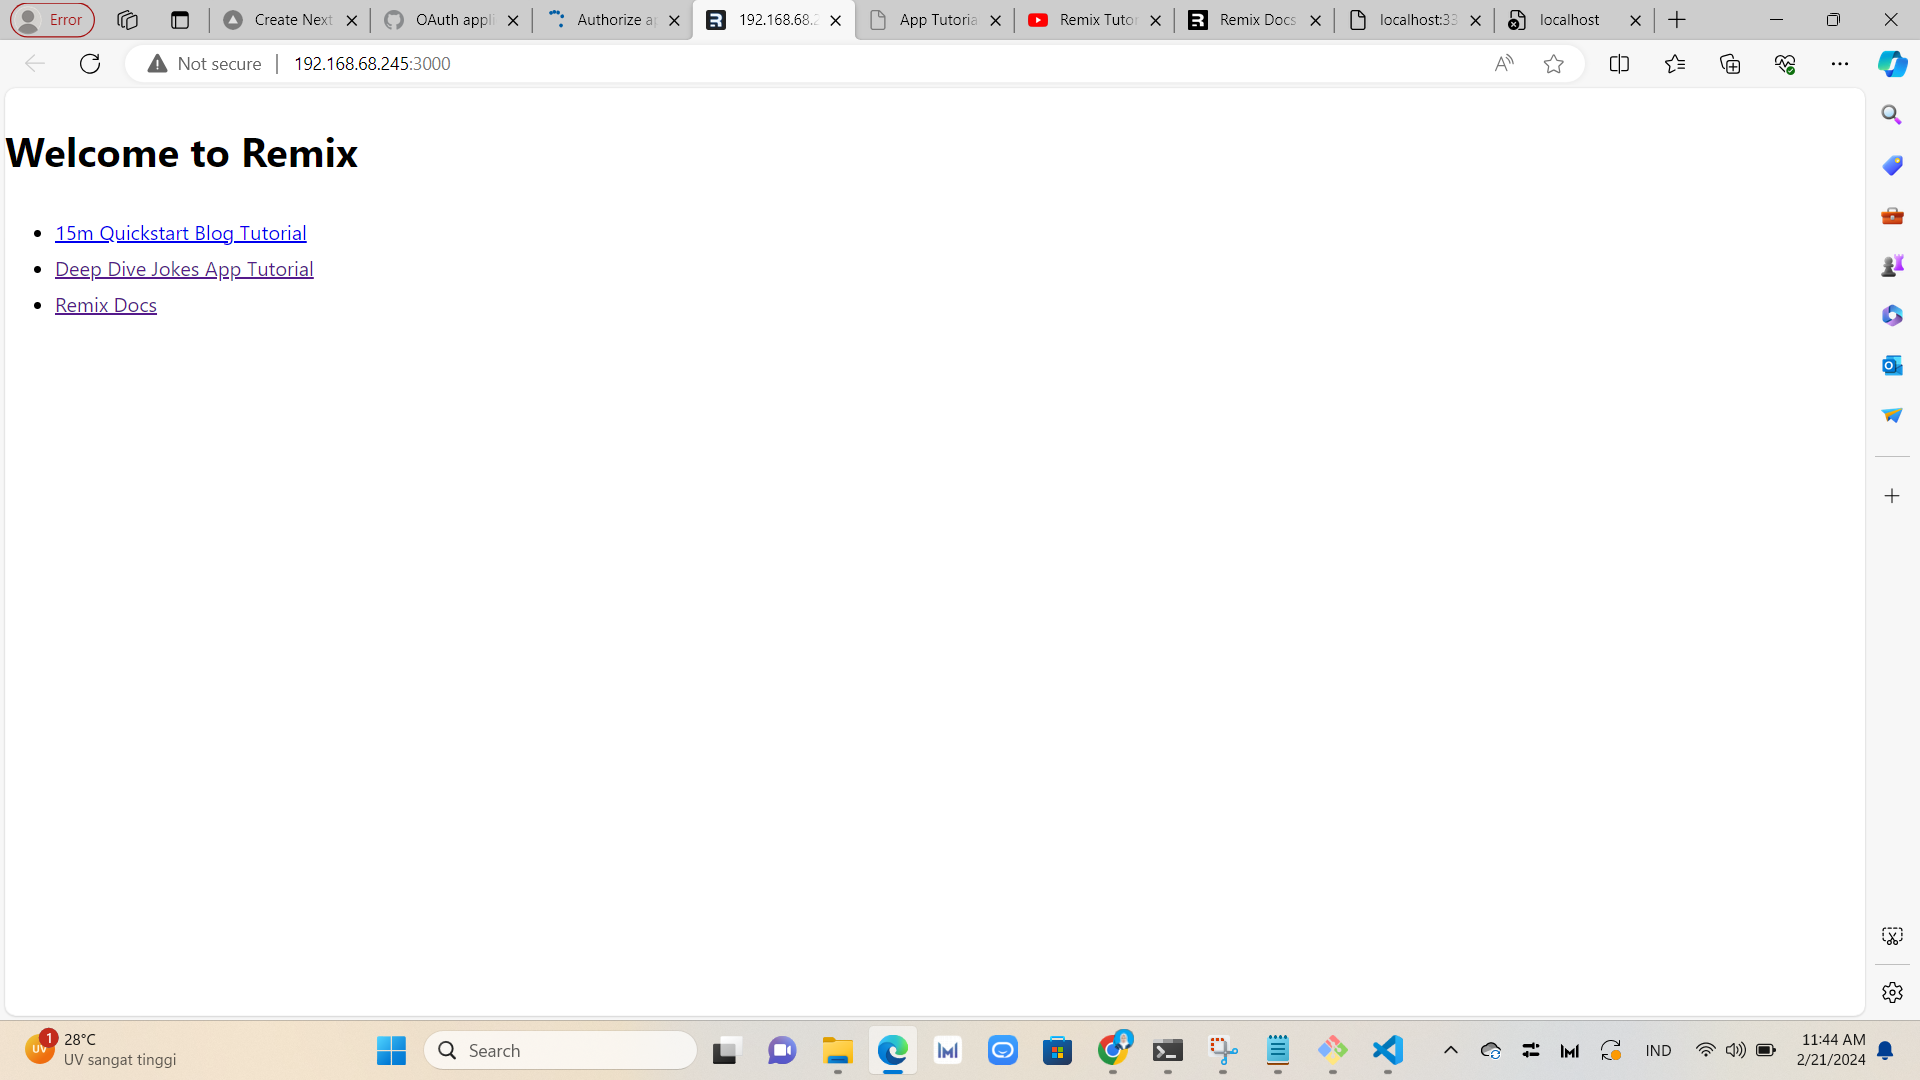 Error
Create Next
OAuth appli
Authorize ap
192.168.68.2
App Tutoria
Remix Tutor
Remix Docs
localhost:33
localhost
Not secure
192.168.68.245:3000
Welcome to Remix
15m Quickstart Blog Tutorial
Deep Dive Jokes App Tutorial
Remix Docs
UV
1
28°C
UV sangat tinggi
Search
IND
11:44 AM
2/21/2024